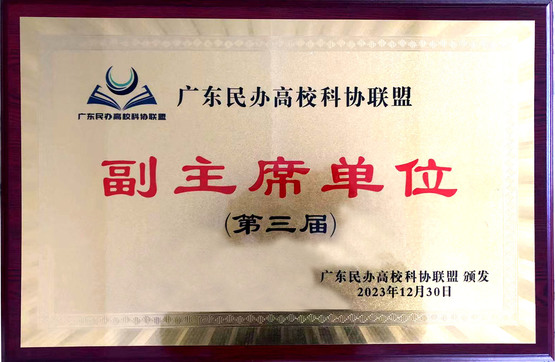 广东民办高校科协联盟
广东民办高校科协联盟
副主席单位
(第三届)
广东民办高校科协联盟 颁发
2023年12月30日